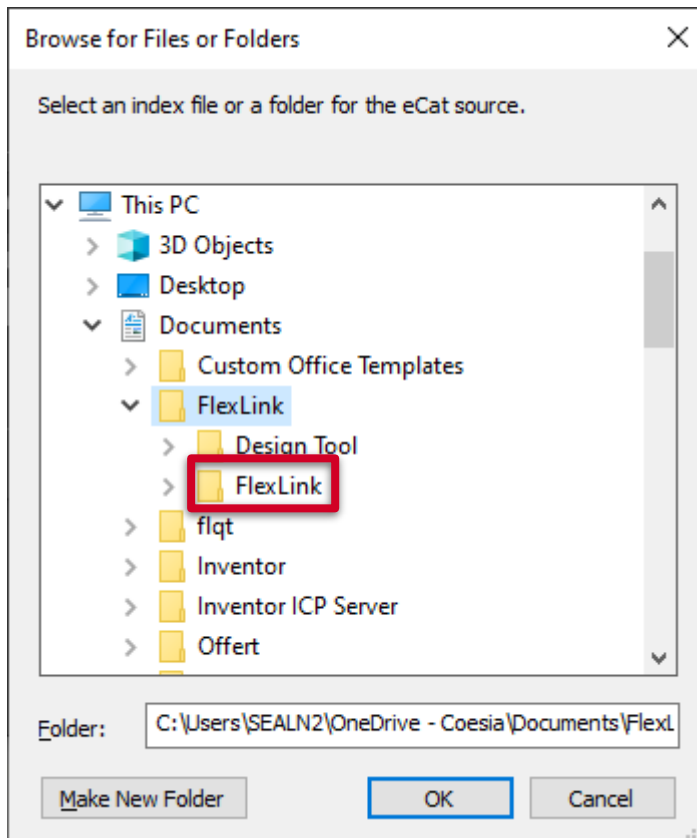 Browse for Files or Folders
Select an index file or a folder for the eCat source.
This PC
3D Objects
Desktop
Documents
Custom Office Templates
FlexLink
Design Tool
FlexLink
flqt
Inventor
Inventor ICP Server
Offert
Folder: C:\Users\SEALN2\OneDrive - Coesia\Documents\FlexL
Make New Folder OK Cancel